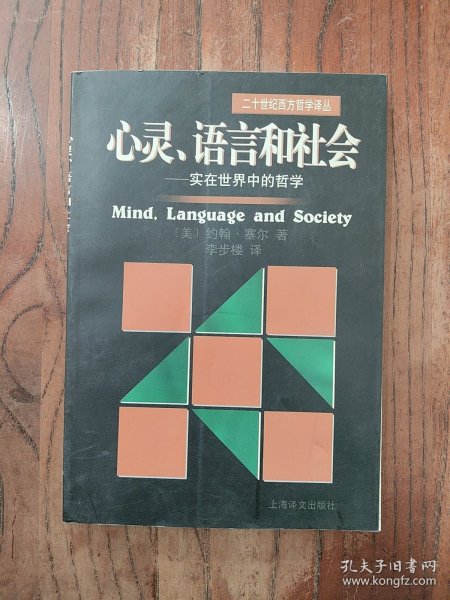 二十世纪西方哲学译丛
心灵、语言和社会
——实在世界中的哲学
Mind, Language and Society
〔美〕约翰·塞尔 著
李步楼 译
上海译文出版社
孔夫子旧书网
www.kongfz.com